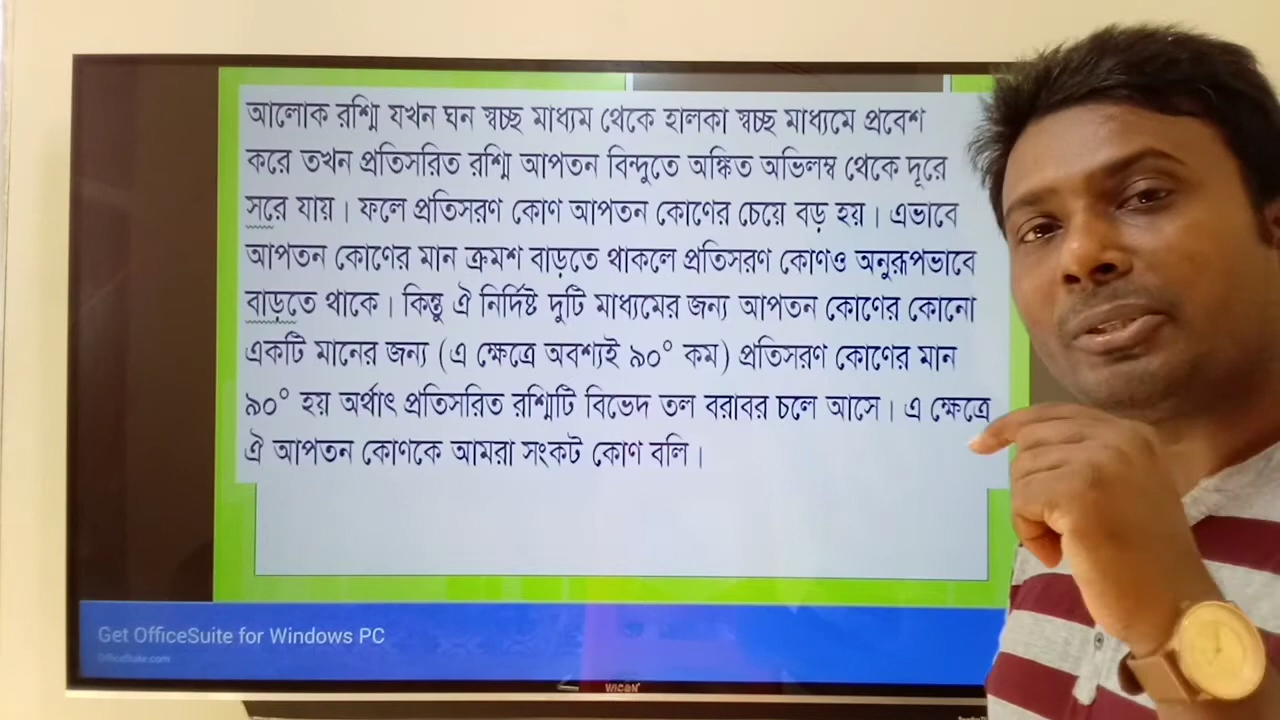 আলোক রশ্মি যখন ঘন স্বচ্ছ মাধ্যম থেকে হালকা স্বচ্ছ মাধ্যমে প্রবেশ
করে তখন প্রতিসরিত রশ্মি আপতন বিন্দুতে অঙ্কিত অভিলম্ব থেকে দূরে
সরে যায়। ফলে প্রতিসরণ কোণ আপতন কোণের চেয়ে বড় হয়। এভাবে
আপতন কোণের মান ক্রমশ বাড়তে থাকলে প্রতিসরণ কোণও অনুরূপভাবে
বাড়তে থাকে। কিন্তু ঐ নির্দিষ্ট দুটি মাধ্যমের জন্য আপতন কোণের কোনো
একটি মানের জন্য (এ ক্ষেত্রে অবশ্যই ৯০° কম) প্রতিসরণ কোণের মান
৯০° হয় অর্থাৎ প্রতিসরিত রশ্মিটি বিভেদ তল বরাবর চলে আসে। এ ক্ষেত্রে
ঐ আপতন কোণকে আমরা সংকট কোণ বলি।
Get OfficeSuite for Windows PC
OfficeSuite.com
WICON